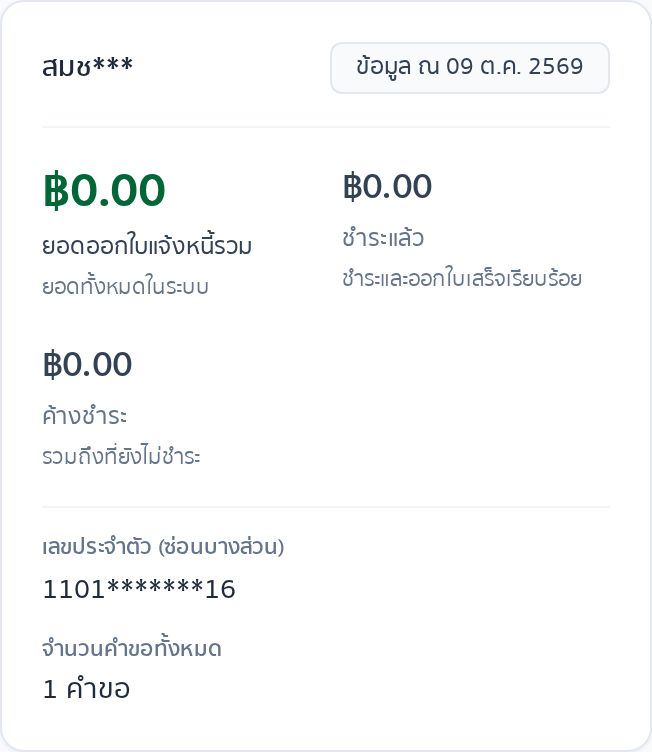 สมช***
ข้อมูล ณ 09 ต.ค. 2569
฿0.00
ยอดออกใบแจ้งหนี้รวม
ยอดทั้งหมดในระบบ
฿0.00
ชำระแล้ว
ชำระและออกใบเสร็จเรียบร้อย
฿0.00
ค้างชำระ
รวมถึงที่ยังไม่ชำระ
เลขประจำตัว (ซ่อนบางส่วน)
1101*******16
จำนวนคำขอทั้งหมด
1 คำขอ